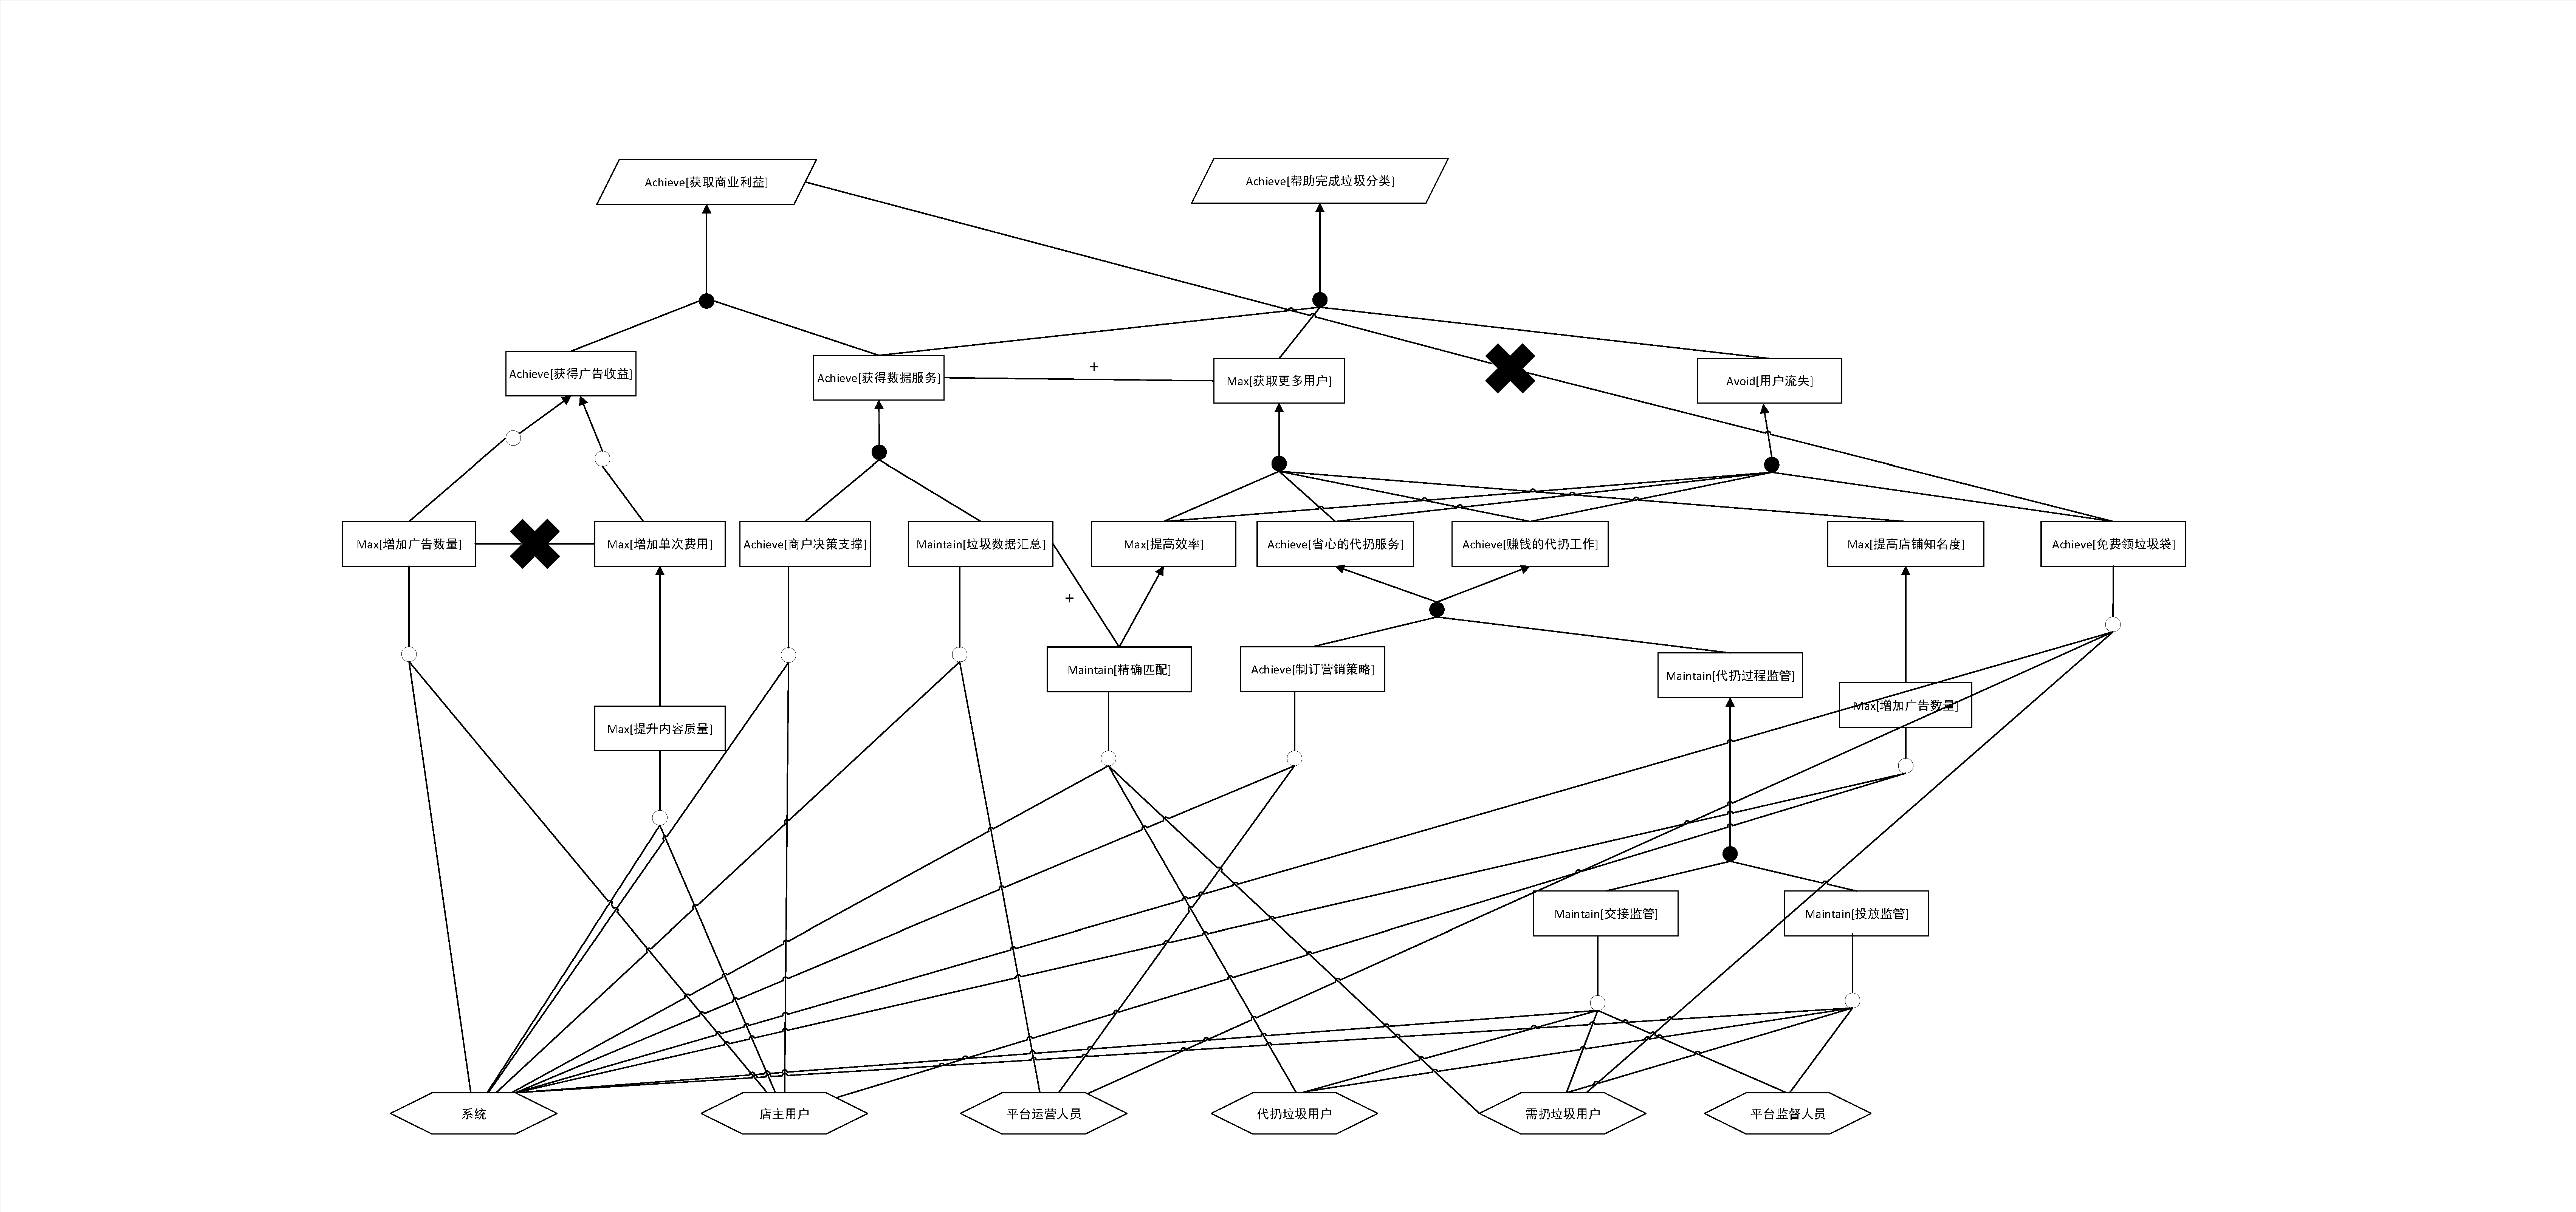 Achieve[获取商业利益]
Achieve[帮助完成垃圾分类]
Achieve[获得广告收益]
Achieve[获得数据服务]
+
Max[获取更多用户]
Avoid[用户流失]
Max[增加广告数量]
Max[增加单次费用]
Achieve[商户决策支撑]
Maintain[垃圾数据汇总]
Max[提高效率]
Achieve[省心的代扔服务]
Achieve[赚钱的代扔工作]
Max[提高店铺知名度]
Achieve[免费领垃圾袋]
+
Maintain[精确匹配]
Achieve[制订营销策略]
Maintain[代扔过程监管]
Max[增加广告数量]
Max[提升内容质量]
Maintain[交接监管]
Maintain[投放监管]
系统
店主用户
平台运营人员
代扔垃圾用户
需扔垃圾用户
平台监督人员